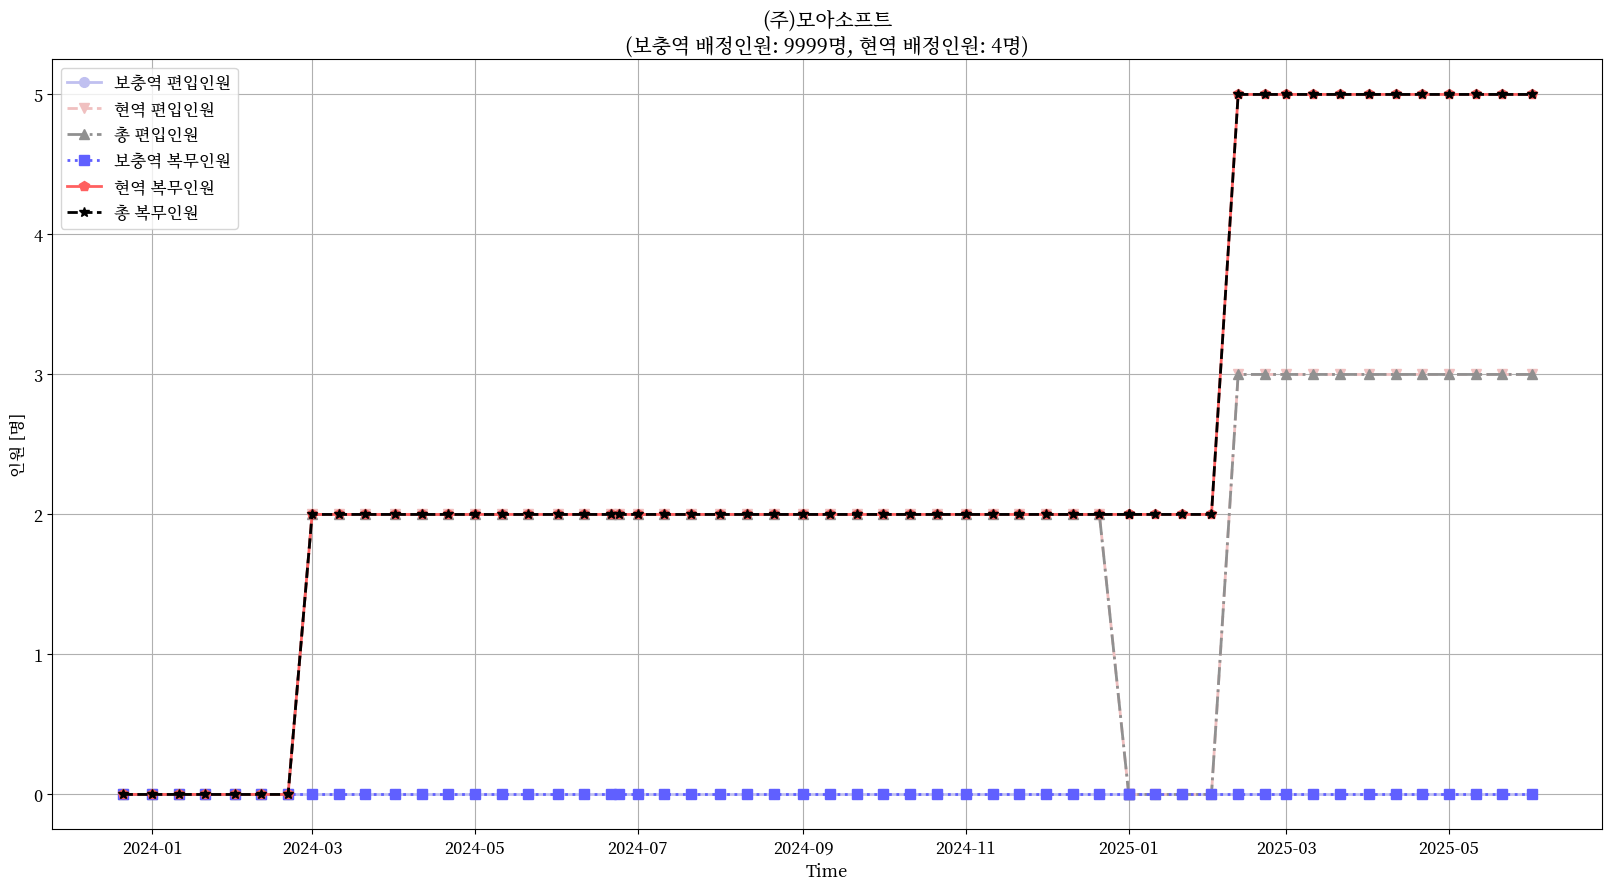 (주)모아소프트
(보충역 배정인원: 9999명, 현역 배정인원: 4명)
보충역 편입인원
현역 편입인원
총 편입인원
보충역 복무인원
현역 복무인원
총 복무인원
5
4
3
2
1
0
인원 [명]
2024-01
2024-03
2024-05
2024-07
2024-09
2024-11
2025-01
2025-03
2025-05
Time